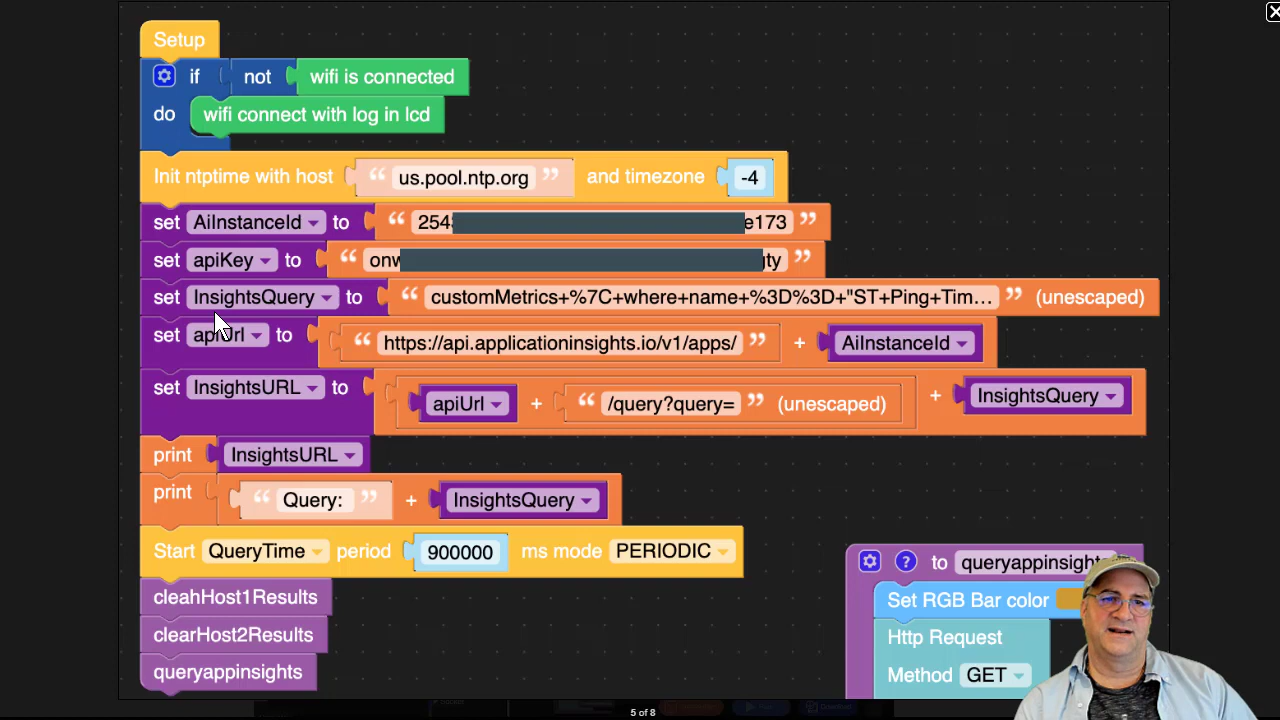 Setup
if not wifi is connected
do wifi connect with log in lcd
Init ntptime with host “ us.pool.ntp.org ” and timezone -4
set AiInstanceId to “ 254 e173 ”
set apiKey to “ onw ty ”
set InsightsQuery to “ customMetrics+%7C+where+name+%3D%3D+"ST+Ping+Tim... ” (unescaped)
set apiUrl to “ https://api.applicationinsights.io/v1/apps/ ” + AiInstanceId
set InsightsURL to apiUrl + “ /query?query= ” (unescaped) + InsightsQuery
print InsightsURL
print “ Query: ” + InsightsQuery
Start QueryTime period 900000 ms mode PERIODIC
cleahHost1Results
clearHost2Results
queryappinsights
? to queryappinsights
Set RGB Bar color
Http Request
Method GET
5 of 8